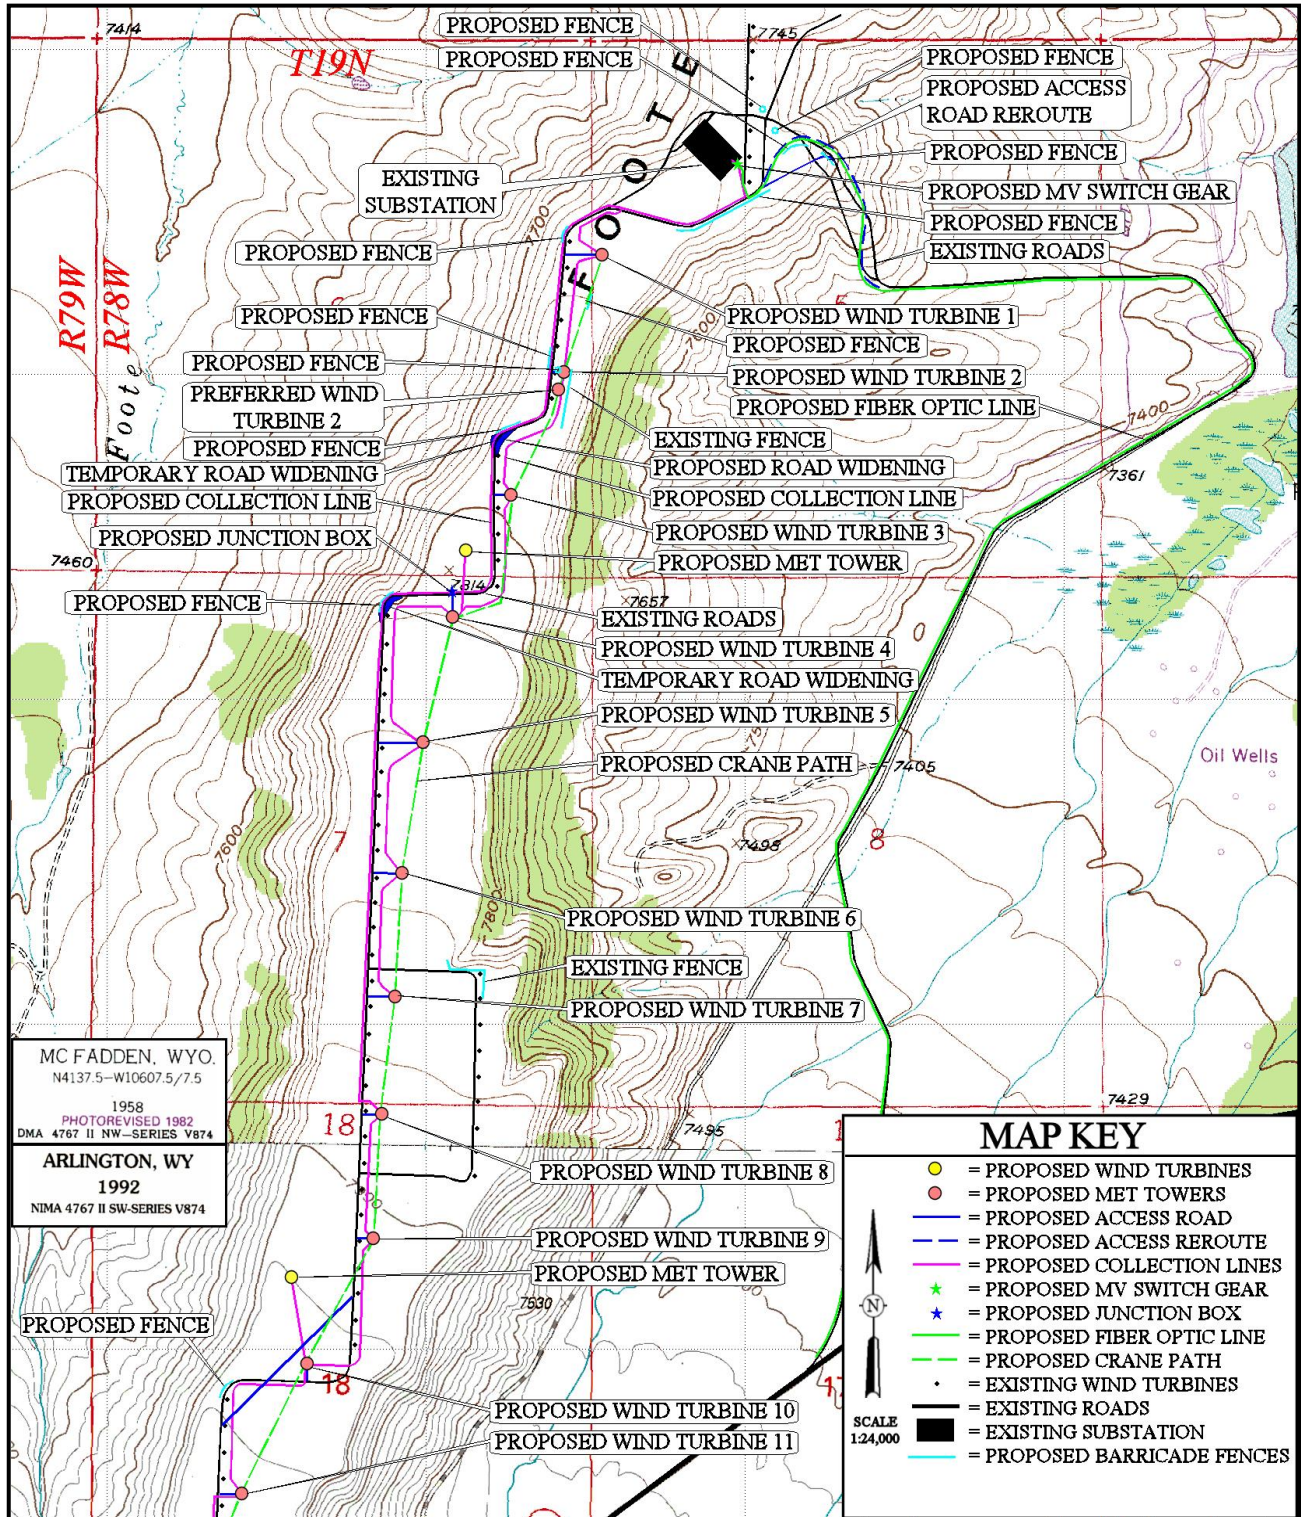 7414
T19N
PROPOSED FENCE
PROPOSED FENCE
7745
PROPOSED FENCE
PROPOSED ACCESS
ROAD REROUTE
PROPOSED FENCE
EXISTING
SUBSTATION
PROPOSED MV SWITCH GEAR
PROPOSED FENCE
EXISTING ROADS
F O O T E
7700
PROPOSED FENCE
R79W
R78W
6
5
PROPOSED FENCE
PROPOSED WIND TURBINE 1
7600
PROPOSED FENCE
PROPOSED FENCE
PROPOSED WIND TURBINE 2
PREFERRED WIND
TURBINE 2
PROPOSED FIBER OPTIC LINE
7400
Foote
PROPOSED FENCE
EXISTING FENCE
TEMPORARY ROAD WIDENING
PROPOSED ROAD WIDENING
7361
PROPOSED COLLECTION LINE
PROPOSED COLLECTION LINE
PROPOSED JUNCTION BOX
PROPOSED WIND TURBINE 3
7460
PROPOSED MET TOWER
7814
PROPOSED FENCE
7657
EXISTING ROADS
PROPOSED WIND TURBINE 4
TEMPORARY ROAD WIDENING
PROPOSED WIND TURBINE 5
PROPOSED CRANE PATH
7405
Oil Wells
7600
7
7498
8
7800
PROPOSED WIND TURBINE 6
EXISTING FENCE
PROPOSED WIND TURBINE 7
MC FADDEN, WYO.
N4137.5-W10607.5/7.5
1958
PHOTOREVISED 1982
DMA 4767 II NW-SERIES V874
ARLINGTON, WY
1992
NIMA 4767 II SW-SERIES V874
18
7495
7429
PROPOSED WIND TURBINE 8
PROPOSED WIND TURBINE 9
PROPOSED MET TOWER
7530
PROPOSED FENCE
18
17
PROPOSED WIND TURBINE 10
PROPOSED WIND TURBINE 11
MAP KEY
= PROPOSED WIND TURBINES
= PROPOSED MET TOWERS
= PROPOSED ACCESS ROAD
= PROPOSED ACCESS REROUTE
= PROPOSED COLLECTION LINES
= PROPOSED MV SWITCH GEAR
= PROPOSED JUNCTION BOX
= PROPOSED FIBER OPTIC LINE
= PROPOSED CRANE PATH
= EXISTING WIND TURBINES
= EXISTING ROADS
= EXISTING SUBSTATION
= PROPOSED BARRICADE FENCES
N
SCALE
1:24,000